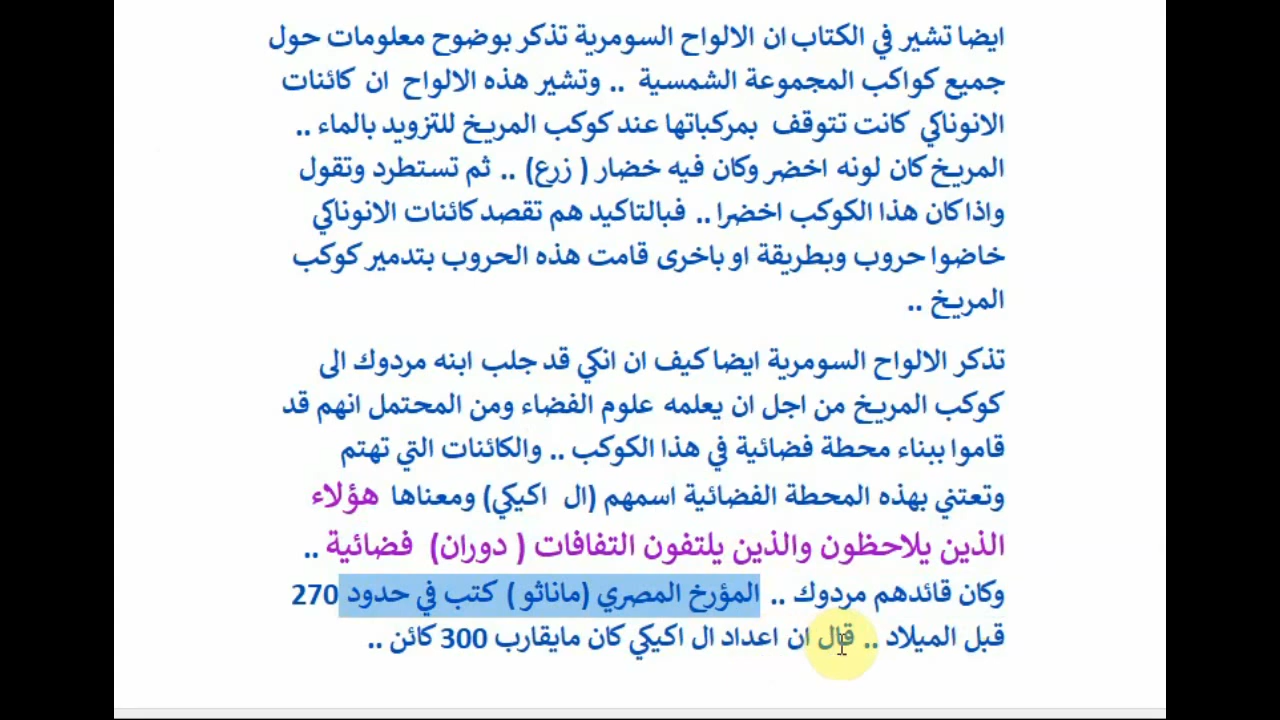 ايضا تشير في الكتاب ان الالواح السومرية تذكر بوضوح معلومات حول
جميع كواكب المجموعة الشمسية .. وتشير هذه الالواح ان كائنات
الانوناكي كانت تتوقف بمركباتها عند كوكب المريخ للتزويد بالماء ..
المريخ كان لونه اخضر وكان فيه خضار ( زرع) .. ثم تستطرد وتقول
واذا كان هذا الكوكب اخضرا .. فبالتاكيد هم تقصد كائنات الانوناكي
خاضوا حروب وبطريقة او باخرى قامت هذه الحروب بتدمير كوكب
المريخ ..
تذكر الالواح السومرية ايضا كيف ان انكي قد جلب ابنه مردوك الى
كوكب المريخ من اجل ان يعلمه علوم الفضاء ومن المحتمل انهم قد
قاموا ببناء محطة فضائية في هذا الكوكب .. والكائنات التي تهتم
وتعتني بهذه المحطة الفضائية اسمهم (ال اكيكي) ومعناها هؤلاء
الذين يلاحظون والذين يلتفون التفافات ( دوران) فضائية ..
وكان قائدهم مردوك .. المؤرخ المصري (ماناثو ) كتب في حدود 270
قبل الميلاد .. قال ان اعداد ال اكيكي كان مايقارب 300 كائن ..